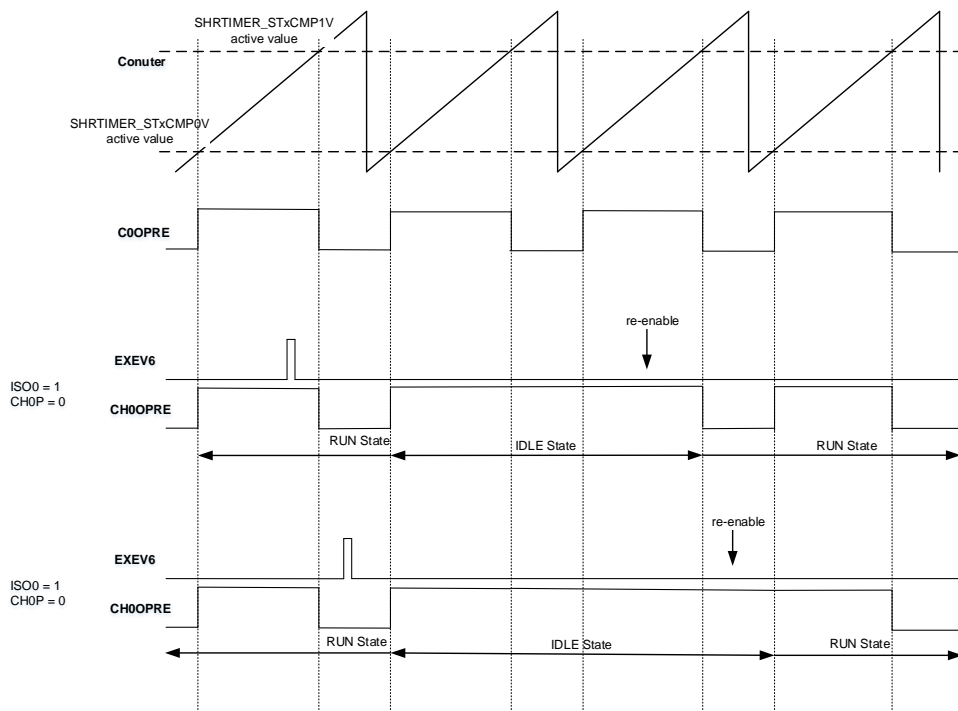 SHRTIMER_STxCMP1V
active value
Conuter
SHRTIMER_STxCMP0V
active value
C0OPRE
re-enable
EXEV6
ISO0 = 1
CH0P = 0
CH0OPRE
RUN State
IDLE State
RUN State
re-enable
EXEV6
ISO0 = 1
CH0P = 0
CH0OPRE
RUN State
IDLE State
RUN State